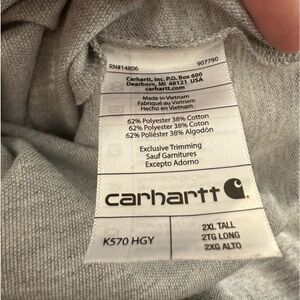 RN#14806 907790
Carhartt, Inc. P.O. Box 600
Dearborn, MI 48121 USA
carhartt.com
Made in Vietnam
Fabriqué au Vietnam
Hecho en Vietnam
62% Polyester 38% Cotton
62% Polyester 38% Coton
62% Poliéster 38% Algodón
Exclusive Trimming
Sauf Garnitures
Excepto Adorno
carhartt
K570 HGY
2XL TALL
2TG LONG
2XG ALTO